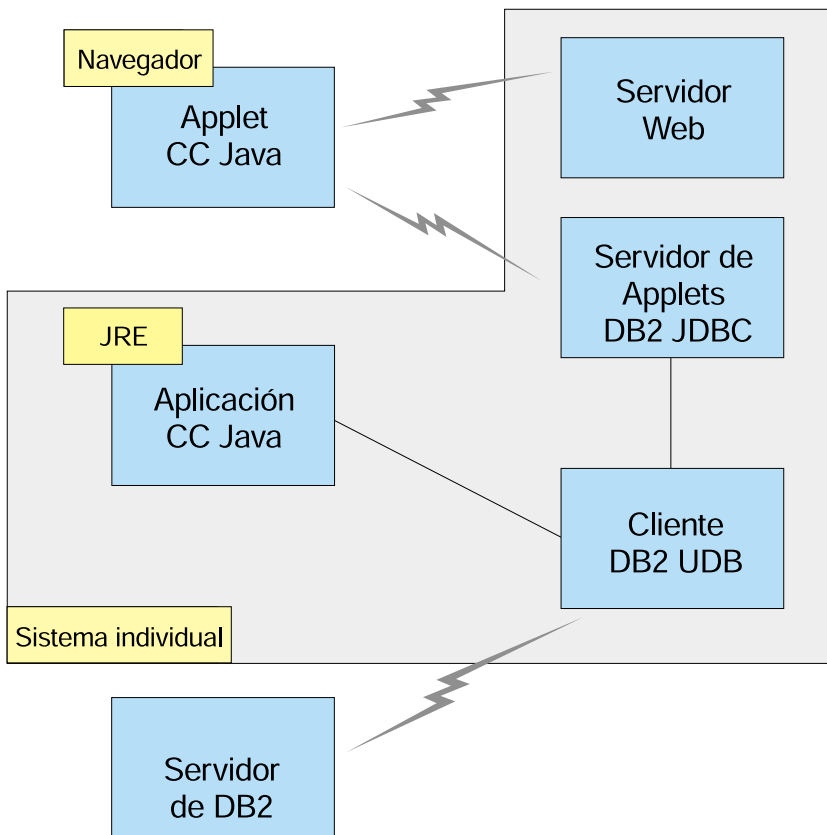 Navegador
Applet
CC Java
Servidor
Web
Servidor de
Applets
DB2 JDBC
JRE
Aplicación
CC Java
Cliente
DB2 UDB
Sistema individual
Servidor
de DB2